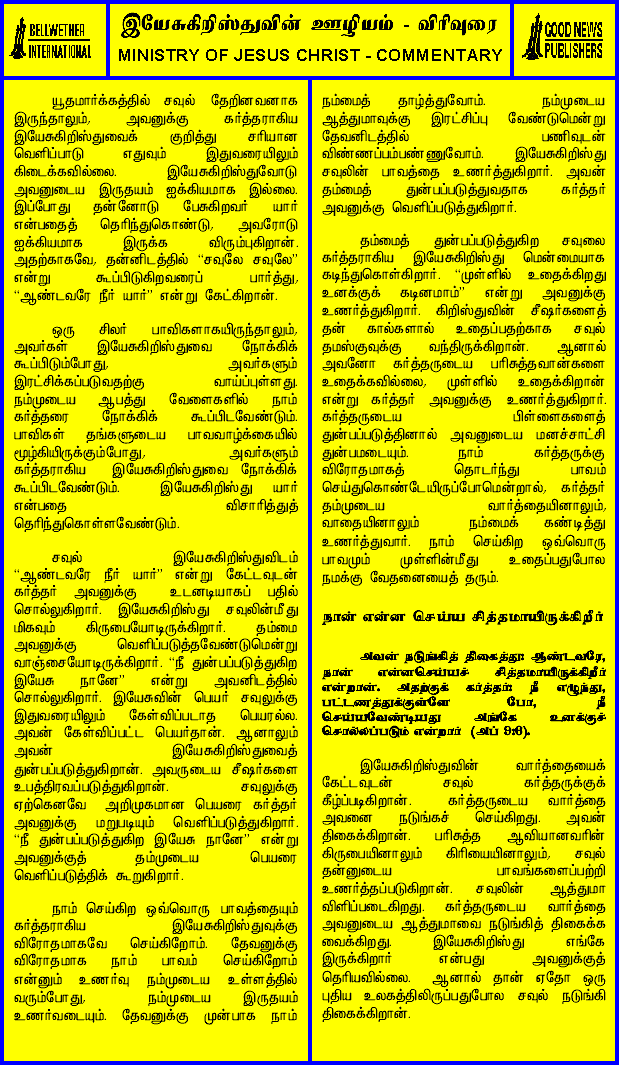 BELLWETHER
INTERNATIONAL
இயேசுகிறிஸ்துவின் ஊழியம் - விரிவுரை
MINISTRY OF JESUS CHRIST - COMMENTARY
GOOD NEWS
PUBLISHERS
யூதமார்க்கத்தில் சவுல் தேறினவனாக
இருந்தாலும், அவனுக்கு கர்த்தராகிய
இயேசுகிறிஸ்துவைக் குறித்து சரியான
வெளிப்பாடு எதுவும் இதுவரையிலும்
கிடைக்கவில்லை. இயேசுகிறிஸ்துவோடு
அவனுடைய இருதயம் ஐக்கியமாக இல்லை.
இப்போது தன்னோடு பேசுகிறவர் யார்
என்பதைத் தெரிந்துகொண்டு, அவரோடு
ஐக்கியமாக இருக்க விரும்புகிறான்.
அதற்காகவே, தன்னிடத்தில் “சவுலே சவுலே”
என்று கூப்பிடுகிறவரைப் பார்த்து,
“ஆண்டவரே நீர் யார்” என்று கேட்கிறான்.
ஒரு சிலர் பாவிகளாகயிருந்தாலும்,
அவர்கள் இயேசுகிறிஸ்துவை நோக்கிக்
கூப்பிடும்போது, அவர்களும்
இரட்சிக்கப்படுவதற்கு வாய்ப்புள்ளது.
நம்முடைய ஆபத்து வேளைகளில் நாம்
கர்த்தரை நோக்கிக் கூப்பிடவேண்டும்.
பாவிகள் தங்களுடைய பாவவாழ்க்கையில்
மூழ்கியிருக்கும்போது, அவர்களும்
கர்த்தராகிய இயேசுகிறிஸ்துவை நோக்கிக்
கூப்பிடவேண்டும். இயேசுகிறிஸ்து யார்
என்பதை விசாரித்துத்
தெரிந்துகொள்ளவேண்டும்.
சவுல் இயேசுகிறிஸ்துவிடம்
“ஆண்டவரே நீர் யார்” என்று கேட்டவுடன்
கர்த்தர் அவனுக்கு உடனடியாகப் பதில்
சொல்லுகிறார். இயேசுகிறிஸ்து சவுலின்மீது
மிகவும் கிருபையோடிருக்கிறார். தம்மை
அவனுக்கு வெளிப்படுத்தவேண்டுமென்று
வாஞ்சையோடிருக்கிறார். “நீ துன்பப்படுத்துகிற
இயேசு நானே” என்று அவனிடத்தில்
சொல்லுகிறார். இயேசுவின் பெயர் சவுலுக்கு
இதுவரையிலும் கேள்விப்படாத பெயரல்ல.
அவன் கேள்விப்பட்ட பெயர்தான். ஆனாலும்
அவன் இயேசுகிறிஸ்துவைத்
துன்பப்படுத்துகிறான். அவருடைய சீஷர்களை
உபத்திரவப்படுத்துகிறான். சவுலுக்கு
ஏற்கெனவே அறிமுகமான பெயரை கர்த்தர்
அவனுக்கு மறுபடியும் வெளிப்படுத்துகிறார்.
“நீ துன்பப்படுத்துகிற இயேசு நானே” என்று
அவனுக்குத் தம்முடைய பெயரை
வெளிப்படுத்திக் கூறுகிறார்.
நாம் செய்கிற ஒவ்வொரு பாவத்தையும்
கர்த்தராகிய இயேசுகிறிஸ்துவுக்கு
விரோதமாகவே செய்கிறோம். தேவனுக்கு
விரோதமாக நாம் பாவம் செய்கிறோம்
என்னும் உணர்வு நம்முடைய உள்ளத்தில்
வரும்போது, நம்முடைய இருதயம்
உணர்வடையும். தேவனுக்கு முன்பாக நாம்
நம்மைத் தாழ்த்துவோம். நம்முடைய
ஆத்துமாவுக்கு இரட்சிப்பு வேண்டுமென்று
தேவனிடத்தில் பணிவுடன்
விண்ணப்பம்பண்ணுவோம். இயேசுகிறிஸ்து
சவுலின் பாவத்தை உணர்த்துகிறார். அவன்
தம்மைத் துன்பப்படுத்துவதாக கர்த்தர்
அவனுக்கு வெளிப்படுத்துகிறார்.
தம்மைத் துன்பப்படுத்துகிற சவுலை
கர்த்தராகிய இயேசுகிறிஸ்து மென்மையாக
கடிந்துகொள்கிறார். “முள்ளில் உதைக்கிறது
உனக்குக் கடினமாம்” என்று அவனுக்கு
உணர்த்துகிறார். கிறிஸ்துவின் சீஷர்களைத்
தன் கால்களால் உதைப்பதற்காக சவுல்
தமஸ்குவுக்கு வந்திருக்கிறான். ஆனால்
அவனோ கர்த்தருடைய பரிசுத்தவான்களை
உதைக்கவில்லை, முள்ளில் உதைக்கிறான்
என்று கர்த்தர் அவனுக்கு உணர்த்துகிறார்.
கர்த்தருடைய பிள்ளைகளைத்
துன்பப்படுத்தினால் அவனுடைய மனச்சாட்சி
துன்பமடையும். நாம் கர்த்தருக்கு
விரோதமாகத் தொடர்ந்து பாவம்
செய்துகொண்டேயிருப்போமென்றால், கர்த்தர்
தம்முடைய வார்த்தையினாலும்,
வாதையினாலும் நம்மைக் கண்டித்து
உணர்த்துவார். நாம் செய்கிற ஒவ்வொரு
பாவமும் முள்ளின்மீது உதைப்பதுபோல
நமக்கு வேதனையைத் தரும்.
நான் என்ன செய்ய சித்தமாயிருக்கிறீர்
அவன் நடுங்கித் திகைத்து: ஆண்டவரே,
நான் என்னசெய்யச் சித்தமாயிருக்கிறீர்
என்றான். அதற்குக் கர்த்தர்: நீ எழுந்து,
பட்டணத்துக்குள்ளே போ, நீ
செய்யவேண்டியது அங்கே உனக்குச்
சொல்லப்படும் என்றார் (அப் 9:6).
இயேசுகிறிஸ்துவின் வார்த்தையைக்
கேட்டவுடன் சவுல் கர்த்தருக்குக்
கீழ்ப்படிகிறான். கர்த்தருடைய வார்த்தை
அவனை நடுங்கச் செய்கிறது. அவன்
திகைக்கிறான். பரிசுத்த ஆவியானவரின்
கிருபையினாலும் கிரியையினாலும், சவுல்
தன்னுடைய பாவங்களைப்பற்றி
உணர்த்தப்படுகிறான். சவுலின் ஆத்துமா
விளிப்படைகிறது. கர்த்தருடைய வார்த்தை
அவனுடைய ஆத்துமாவை நடுங்கித் திகைக்க
வைக்கிறது. இயேசுகிறிஸ்து எங்கே
இருக்கிறார் என்பது அவனுக்குத்
தெரியவில்லை. ஆனால் தான் ஏதோ ஒரு
புதிய உலகத்திலிருப்பதுபோல சவுல் நடுங்கி
திகைக்கிறான்.